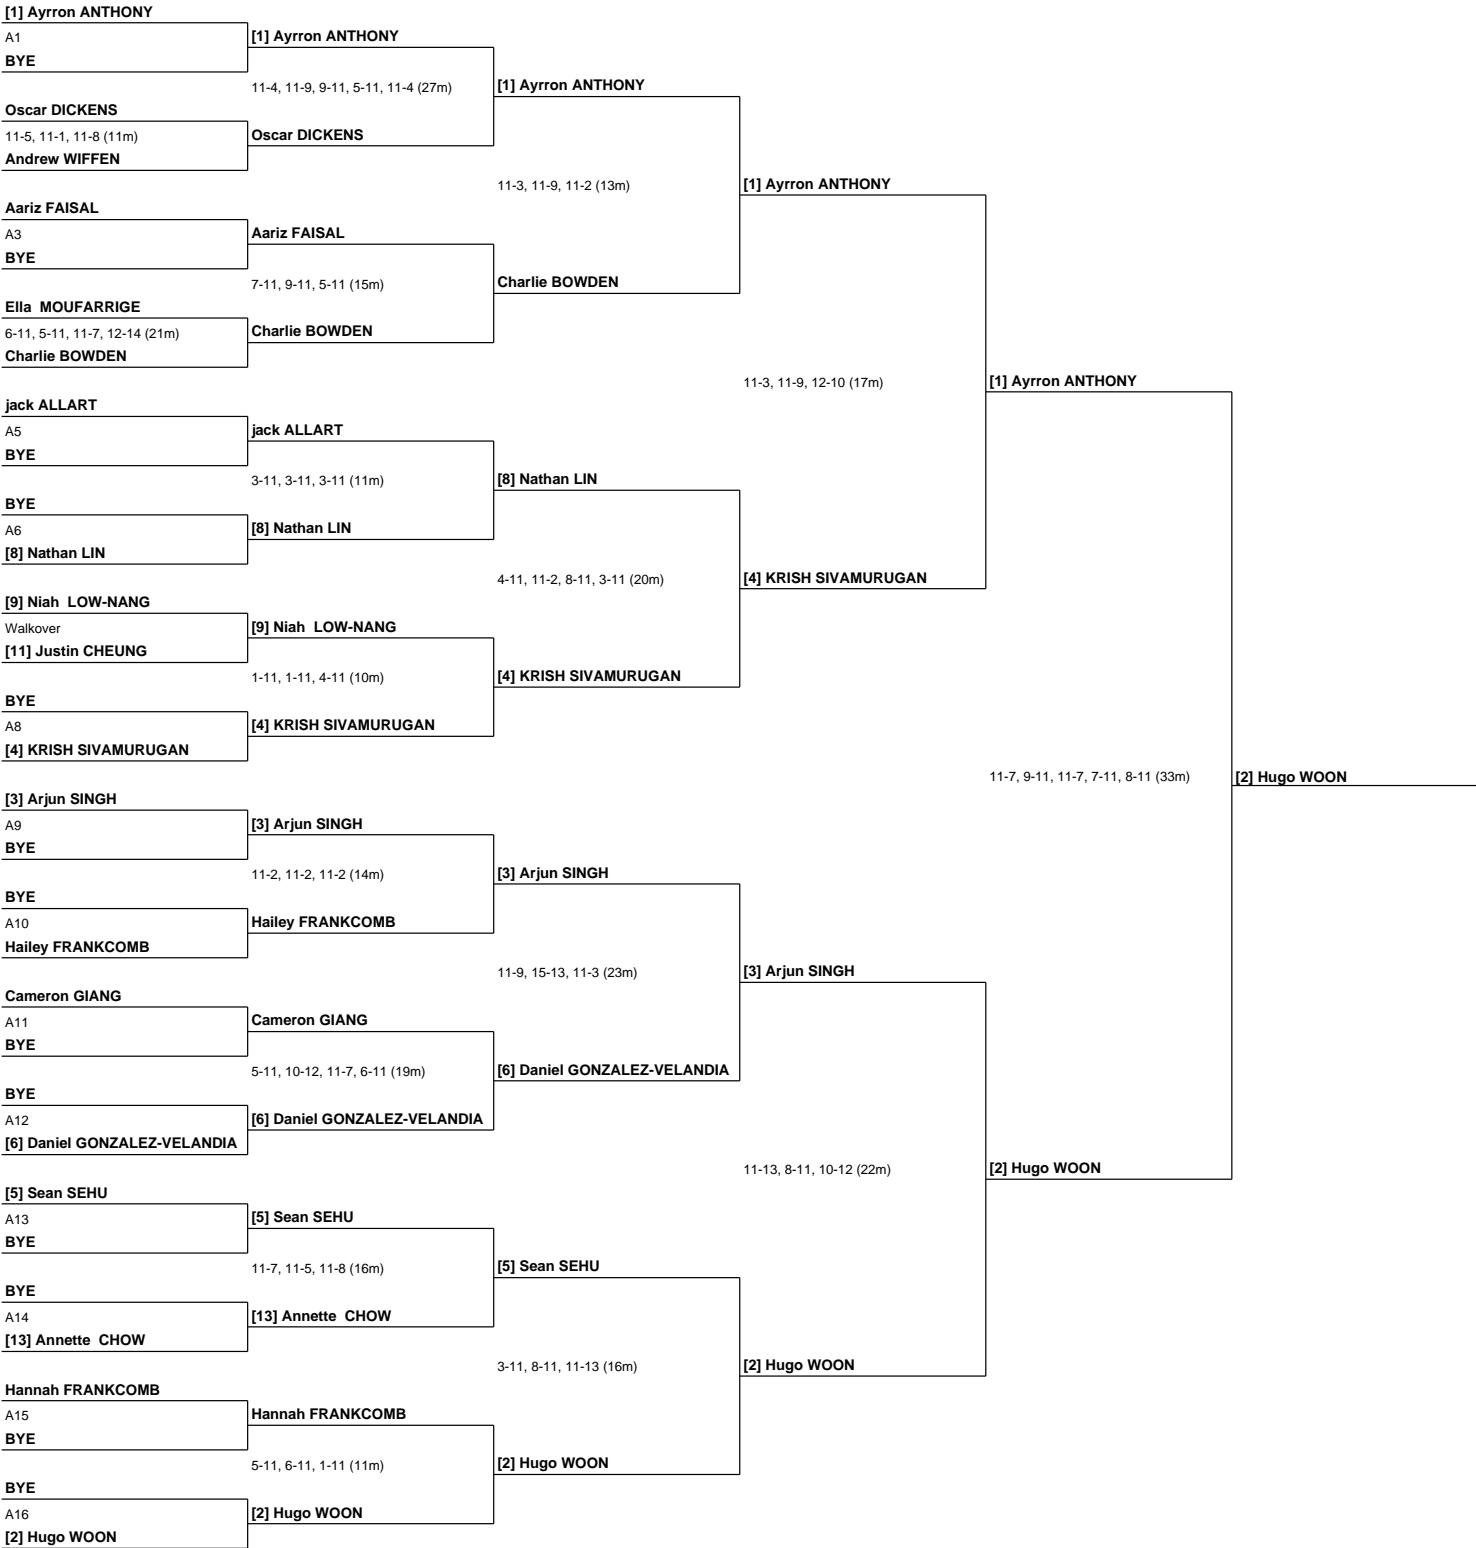 [1] Ayrron ANTHONY
A1
[1] Ayrron ANTHONY
BYE
11-4, 11-9, 9-11, 5-11, 11-4 (27m)
[1] Ayrron ANTHONY
Oscar DICKENS
11-5, 11-1, 11-8 (11m)
Oscar DICKENS
Andrew WIFFEN
11-3, 11-9, 11-2 (13m)
[1] Ayrron ANTHONY
Aariz FAISAL
A3
Aariz FAISAL
BYE
7-11, 9-11, 5-11 (15m)
Charlie BOWDEN
Ella  MOUFARRIGE
6-11, 5-11, 11-7, 12-14 (21m)
Charlie BOWDEN
Charlie BOWDEN
11-3, 11-9, 12-10 (17m)
[1] Ayrron ANTHONY
jack ALLART
A5
jack ALLART
BYE
3-11, 3-11, 3-11 (11m)
[8] Nathan LIN
BYE
A6
[8] Nathan LIN
[8] Nathan LIN
4-11, 11-2, 8-11, 3-11 (20m)
[4] KRISH SIVAMURUGAN
[9] Niah  LOW-NANG
Walkover
[9] Niah  LOW-NANG
[11] Justin CHEUNG
1-11, 1-11, 4-11 (10m)
[4] KRISH SIVAMURUGAN
BYE
A8
[4] KRISH SIVAMURUGAN
[4] KRISH SIVAMURUGAN
11-7, 9-11, 11-7, 7-11, 8-11 (33m)
[2] Hugo WOON
[3] Arjun SINGH
A9
[3] Arjun SINGH
BYE
11-2, 11-2, 11-2 (14m)
[3] Arjun SINGH
BYE
A10
Hailey FRANKCOMB
Hailey FRANKCOMB
11-9, 15-13, 11-3 (23m)
[3] Arjun SINGH
Cameron GIANG
A11
Cameron GIANG
BYE
5-11, 10-12, 11-7, 6-11 (19m)
[6] Daniel GONZALEZ-VELANDIA
BYE
A12
[6] Daniel GONZALEZ-VELANDIA
[6] Daniel GONZALEZ-VELANDIA
11-13, 8-11, 10-12 (22m)
[2] Hugo WOON
[5] Sean SEHU
A13
[5] Sean SEHU
BYE
11-7, 11-5, 11-8 (16m)
[5] Sean SEHU
BYE
A14
[13] Annette  CHOW
[13] Annette  CHOW
3-11, 8-11, 11-13 (16m)
[2] Hugo WOON
Hannah FRANKCOMB
A15
Hannah FRANKCOMB
BYE
5-11, 6-11, 1-11 (11m)
[2] Hugo WOON
BYE
A16
[2] Hugo WOON
[2] Hugo WOON